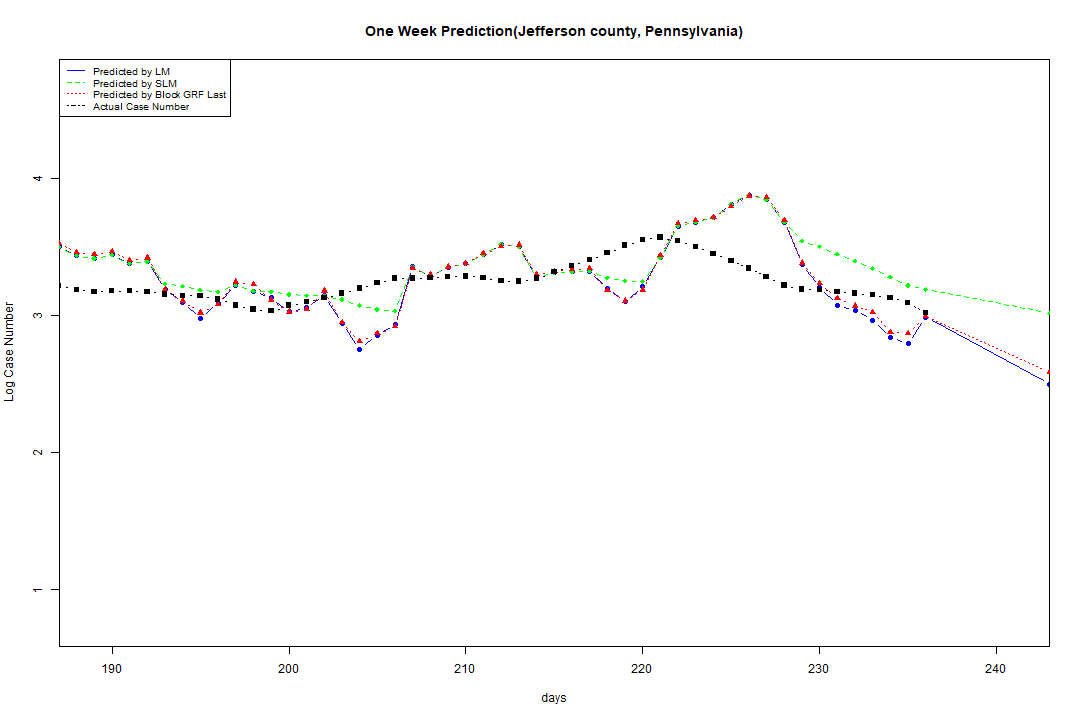 One Week Prediction(Jefferson county, Pennsylvania)
Predicted by LM
Predicted by SLM
Predicted by Block GRF Last
Actual Case Number
Log Case Number
4
3
2
1
190 200 210 220 230 240
days